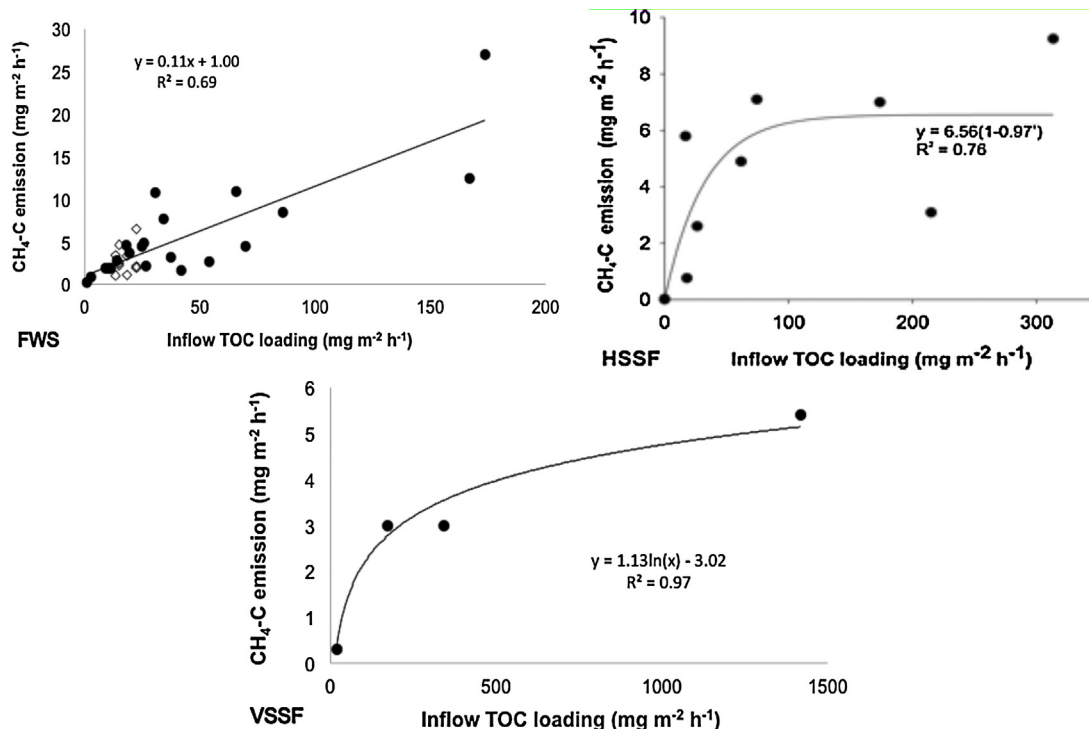 30
25
20
15
10
5
0
0 50 100 150 200
CH₄-C emission (mg m⁻² h⁻¹)
y = 0.11x + 1.00
R² = 0.69
FWS
Inflow TOC loading (mg m⁻² h⁻¹)
10
8
6
4
2
0
0 100 200 300
CH₄-C emission (mg m⁻² h⁻¹)
y = 6.56(1-0.97ˣ)
R² = 0.76
HSSF
Inflow TOC loading (mg m⁻² h⁻¹)
6
5
4
3
2
1
0
0 500 1000 1500
CH₄-C emission (mg m⁻² h⁻¹)
y = 1.13ln(x) - 3.02
R² = 0.97
VSSF
Inflow TOC loading (mg m⁻² h⁻¹)